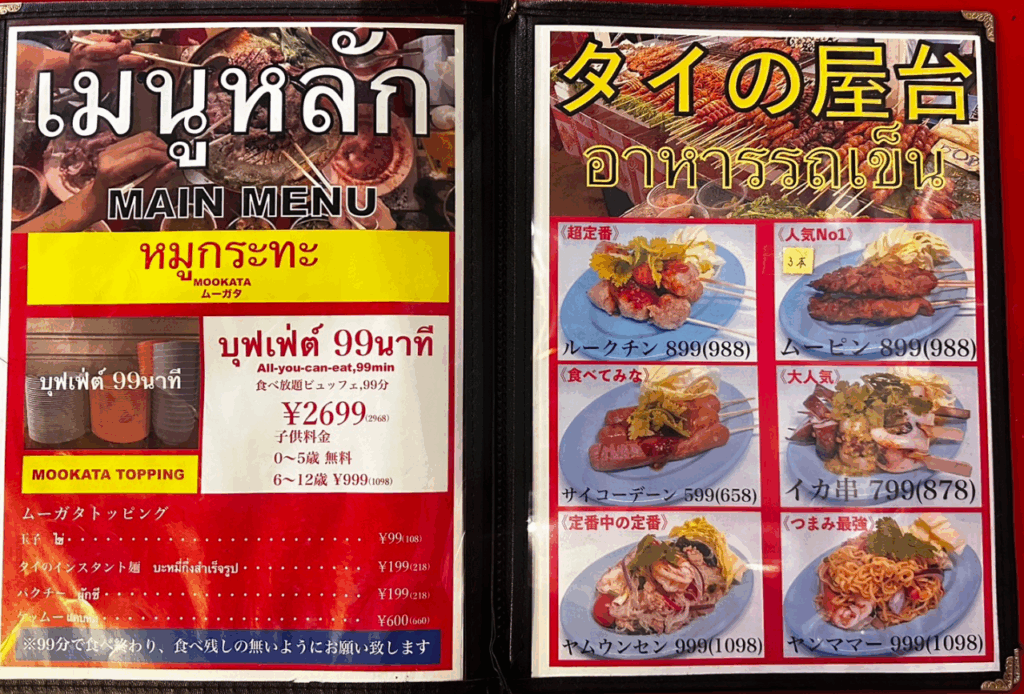 เมนูหลัก
MAIN MENU
หมูกระทะ
MOOKATA
ムーガタ
บุฟเฟ่ต์ 99นาที
บุฟเฟ่ต์ 99นาที
All-you-can-eat,99min
食べ放題ビュッフェ,99分
¥2699(2968)
子供料金
0〜5歳 無料
6〜12歳 ¥999(1098)
MOOKATA TOPPING
ムーガタトッピング
玉子 ไข่ ¥99(108)
タイのインスタント麺 บะหมี่กึ่งสำเร็จรูป ¥199(218)
パクチー ผักชี ¥199(218)
¥600(660)
※99分で食べ終わり、食べ残しの無いようにお願い致します
タイの屋台
อาหารรถเข็น
《超定番》
ルークチン 899(988)
《人気No1》
3本
ムーピン 899(988)
《食べてみな》
サイコーデーン 599(658)
《大人気》
イカ串 799(878)
《定番中の定番》
ヤムウンセン 999(1098)
《つまみ最強》
ヤンママー 999(1098)